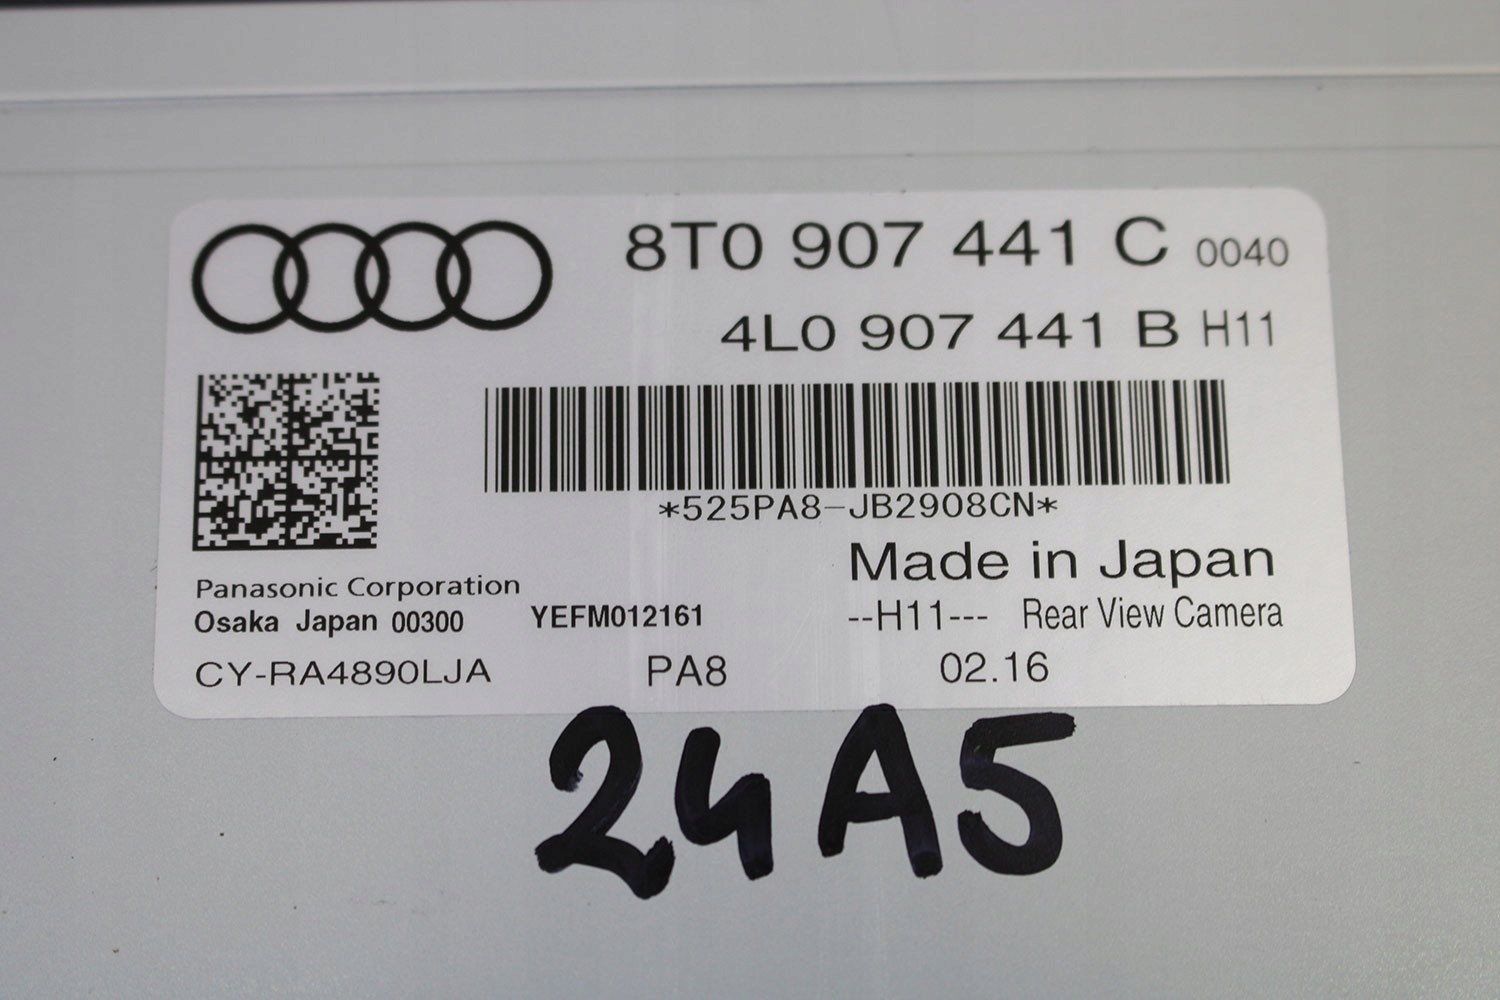 8T0 907 441 C 0040
4L0 907 441 B H11
*525PA8-JB2908CN*
Made in Japan
Panasonic Corporation
Osaka Japan 00300 YEFM012161 --H11--- Rear View Camera
CY-RA4890LJA PA8 02.16
24A5